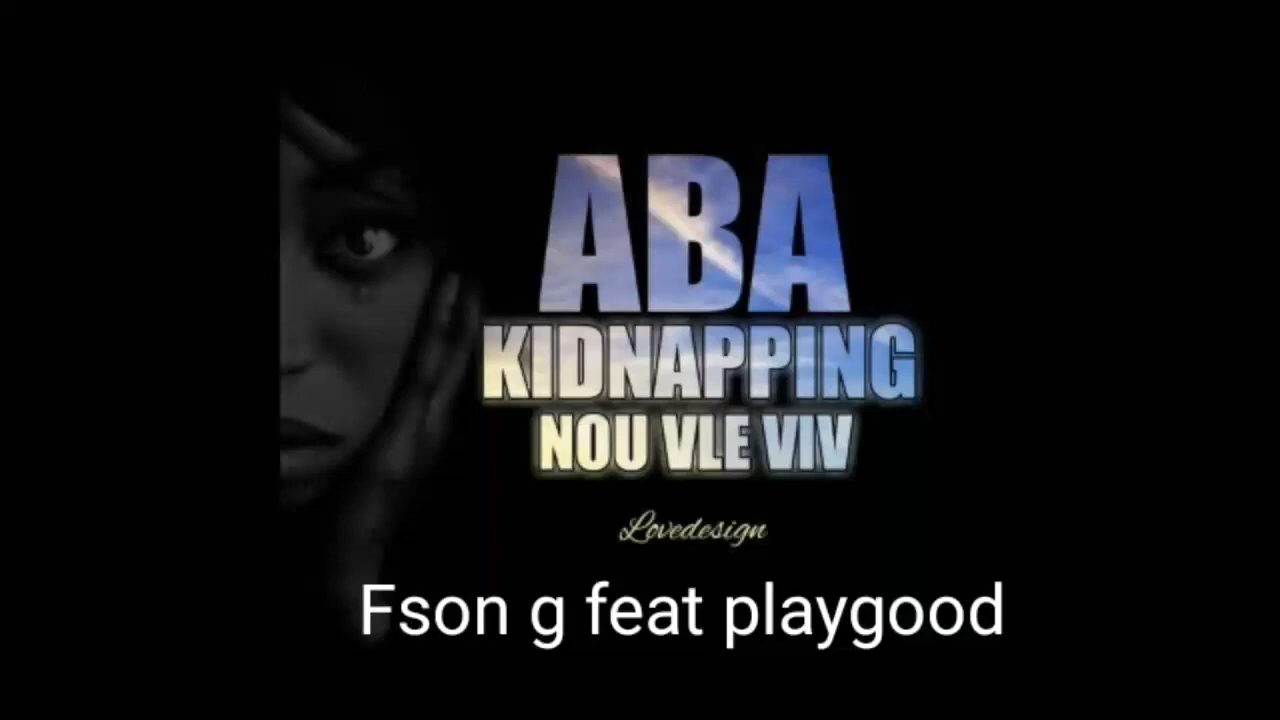 ABA
KIDNAPPING
NOU VLE VIV
Lovedesign
Fson g feat playgood